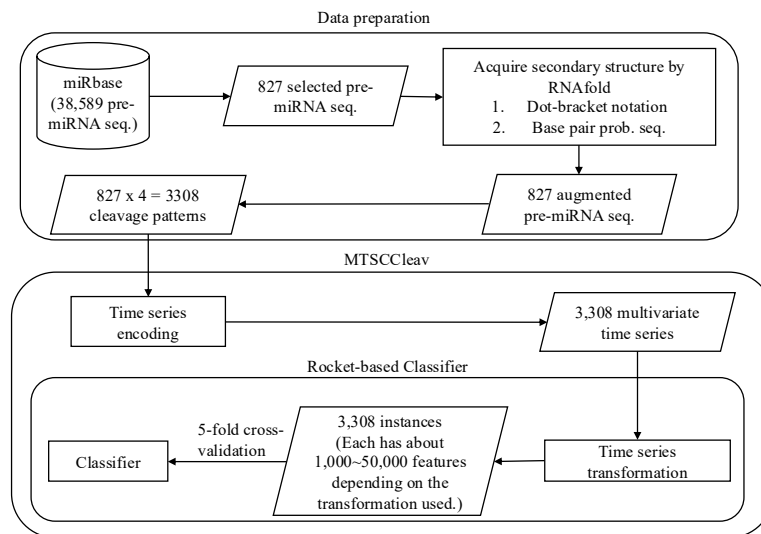 Data preparation
miRbase
(38,589 pre-
miRNA seq.)
827 selected pre-
miRNA seq.
Acquire secondary structure by
RNAfold
1. Dot-bracket notation
2. Base pair prob. seq.
827 x 4 = 3308
cleavage patterns
827 augmented
pre-miRNA seq.
MTSCCleav
Time series
encoding
3,308 multivariate
time series
Rocket-based Classifier
Classifier
5-fold cross-
validation
3,308 instances
(Each has about
1,000~50,000 features
depending on the
transformation used.)
Time series
transformation